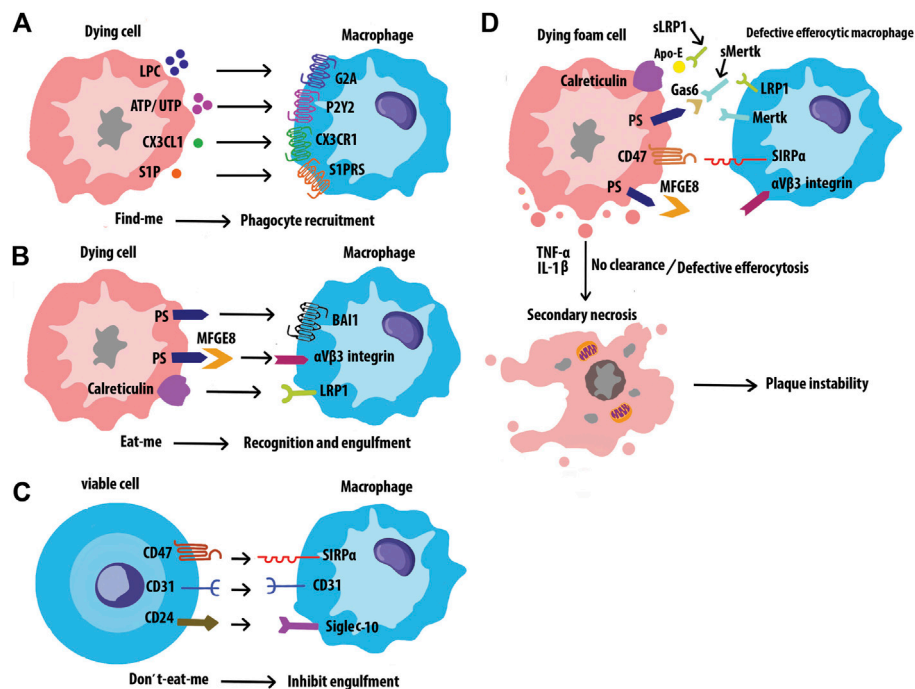 A
Dying cell
Macrophage
LPC
G2A
ATP/ UTP
P2Y2
CX3CL1
CX3CR1
S1P
S1PRS
Find-me
Phagocyte recruitment
B
Dying cell
Macrophage
PS
BAI1
MFGE8
PS
αVβ3 integrin
Calreticulin
LRP1
Eat-me
Recognition and engulfment
C
viable cell
Macrophage
CD47
SIRPα
CD31
CD31
CD24
Siglec-10
Don´t-eat-me
Inhibit engulfment
D
sLRP1
Dying foam cell
Defective efferocytic macrophage
Apo-E
sMertk
Calreticulin
Gas6
LRP1
PS
Mertk
CD47
SIRPα
PS
MFGE8
αVβ3 integrin
TNF-α
IL-1β
No clearance/Defective efferocytosis
Secondary necrosis
Plaque instability